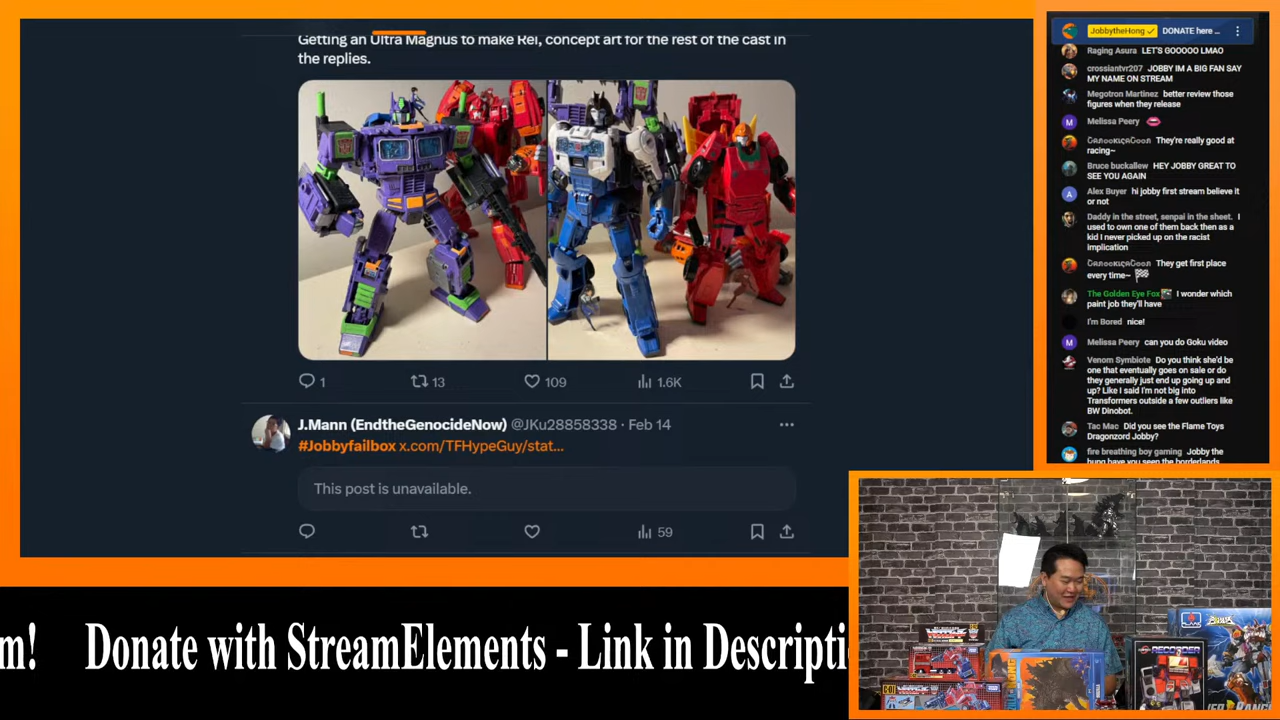 Getting an Ultra Magnus to make Rei, concept art for the rest of the cast in
the replies.
1
13
109
1.6K
J.Mann (EndtheGenocideNow) @JKu28858338 · Feb 14
#Jobbyfailbox x.com/TFHypeGuy/stat...
This post is unavailable.
59
m! Donate with StreamElements - Link in Descripti
JobbytheHong DONATE here ...
Raging Asura LET'S GOOOOO LMAO
crossiantvr207 JOBBY IM A BIG FAN SAY
MY NAME ON STREAM
Megotron Martinez better review those
figures when they release
M Melissa Peery
They're really good at
racing~
Bruce buckallew HEY JOBBY GREAT TO
SEE YOU AGAIN
A Alex Buyer hi jobby first stream believe it
or not
Daddy in the street, senpai in the sheet. I
used to own one of them back then as a
kid I never picked up on the racist
implication
They get first place
every time~
The Golden Eye Fox I wonder which
paint job they'll have
I'm Bored nice!
M Melissa Peery can you do Goku video
Venom Symbiote Do you think she'd be
one that eventually goes on sale or do
they generally just end up going up and
up? Like I said I'm not big into
Transformers outside a few outliers like
BW Dinobot.
Tac Mac Did you see the Flame Toys
Dragonzord Jobby?
fire breathing boy gaming Jobby the
hung have you seen the borderlands
RECORDER